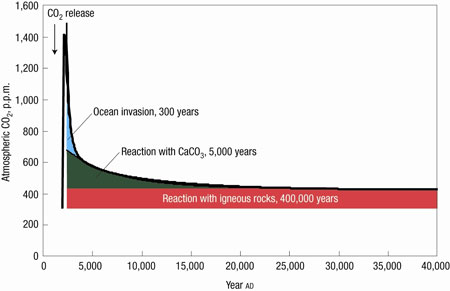 CO2 release
1,600
1,400
1,200
1,000
800
600
400
200
0
Atmospheric CO2, p.p.m.
Ocean invasion, 300 years
Reaction with CaCO3, 5,000 years
Reaction with igneous rocks, 400,000 years
0 5,000 10,000 15,000 20,000 25,000 30,000 35,000 40,000
Year AD